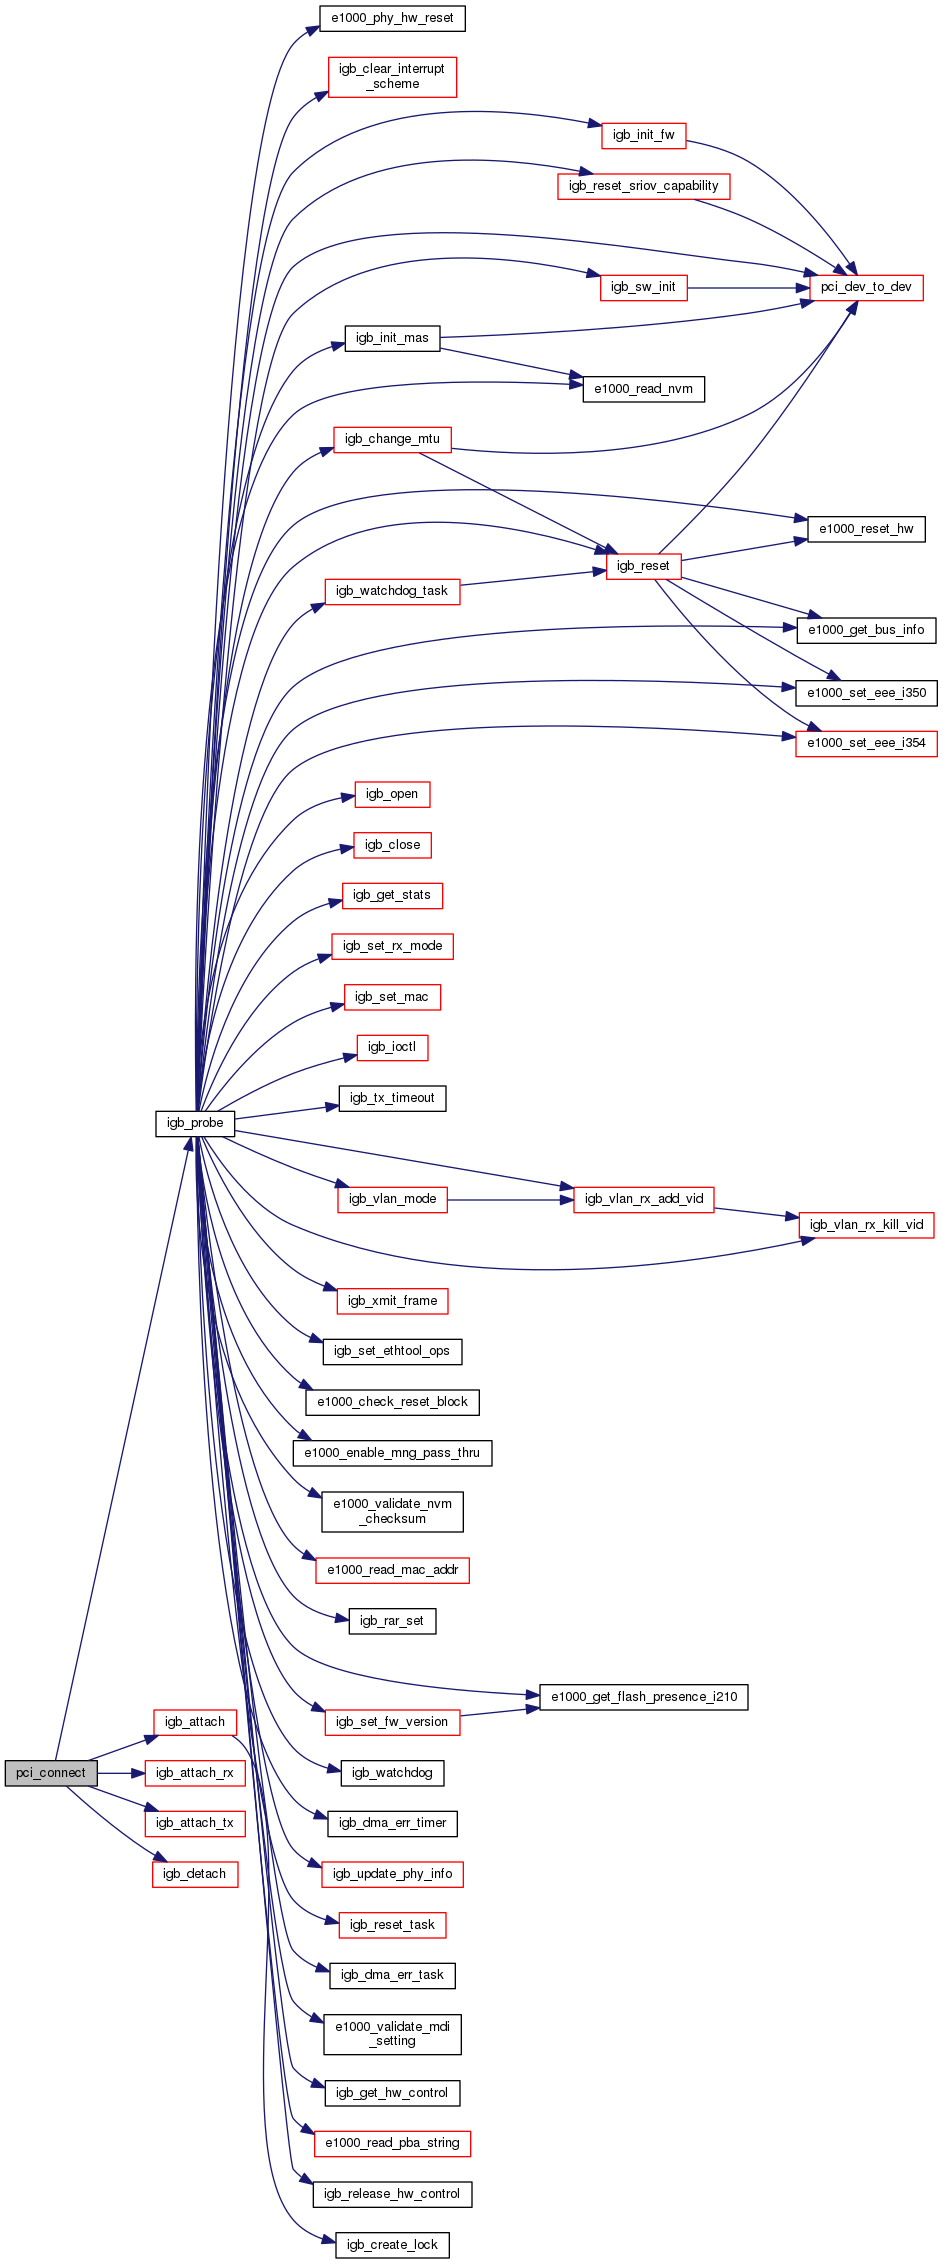 e1000_phy_hw_reset
igb_clear_interrupt
_scheme
igb_init_fw
igb_reset_sriov_capability
igb_sw_init
pci_dev_to_dev
igb_init_mas
e1000_read_nvm
igb_change_mtu
e1000_reset_hw
igb_reset
igb_watchdog_task
e1000_get_bus_info
e1000_set_eee_i350
e1000_set_eee_i354
igb_open
igb_close
igb_get_stats
igb_set_rx_mode
igb_set_mac
igb_ioctl
igb_tx_timeout
igb_probe
igb_vlan_mode
igb_vlan_rx_add_vid
igb_vlan_rx_kill_vid
igb_xmit_frame
igb_set_ethtool_ops
e1000_check_reset_block
e1000_enable_mng_pass_thru
e1000_validate_nvm
_checksum
e1000_read_mac_addr
igb_rar_set
e1000_get_flash_presence_i210
igb_attach
igb_set_fw_version
pci_connect
igb_attach_rx
igb_watchdog
igb_attach_tx
igb_dma_err_timer
igb_detach
igb_update_phy_info
igb_reset_task
igb_dma_err_task
e1000_validate_mdi
_setting
igb_get_hw_control
e1000_read_pba_string
igb_release_hw_control
igb_create_lock